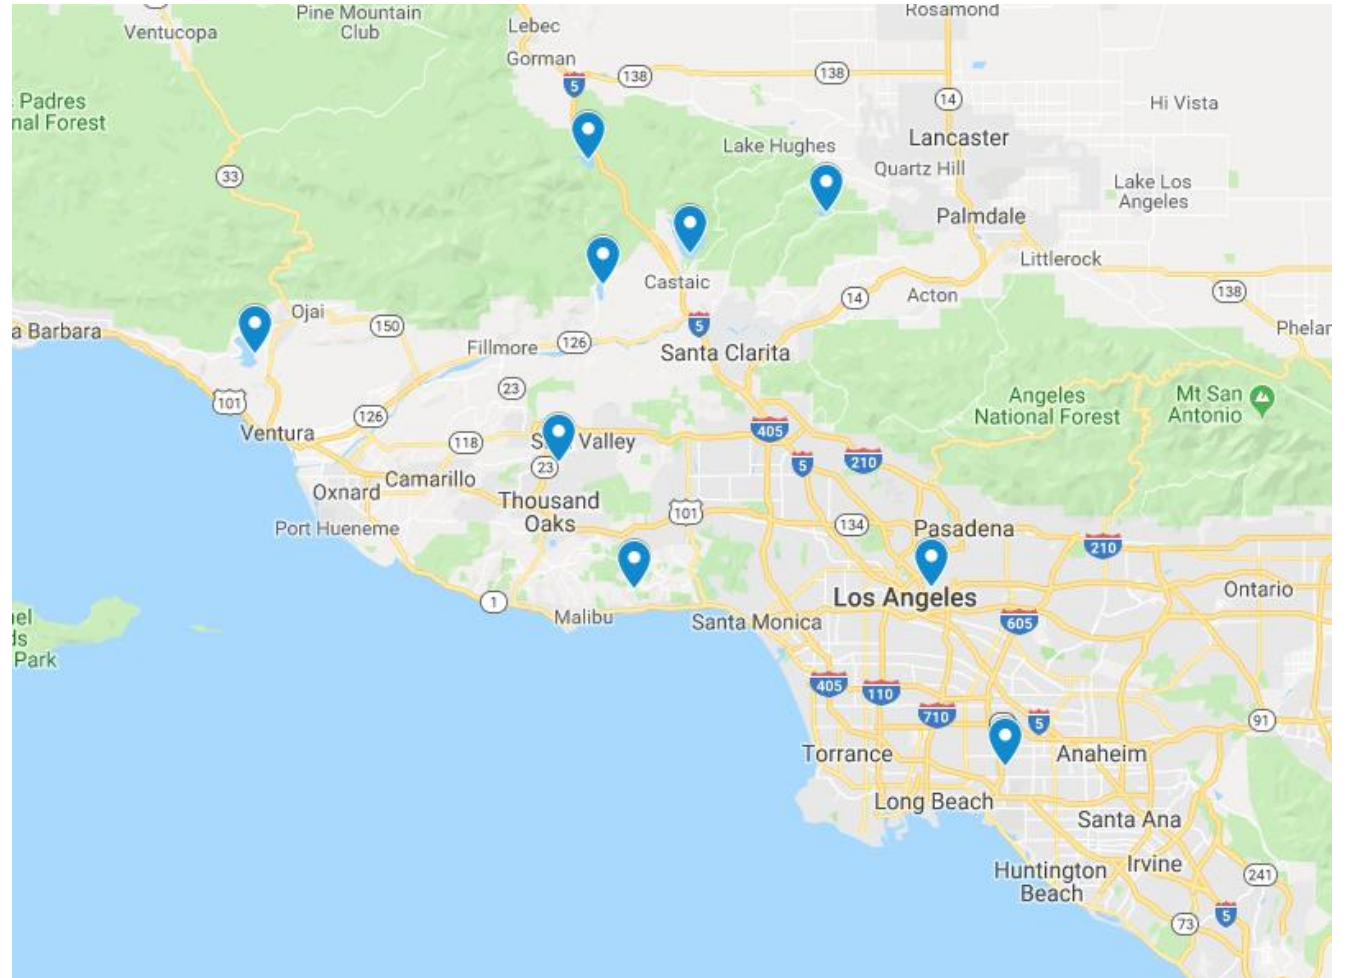 Pine Mountain
Club
Ventucopa
Lebec
Gorman
Rosamond
5
138
138
14
Hi Vista
Padres
nal Forest
Lake Hughes
Lancaster
Quartz Hill
33
Lake Los
Angeles
Palmdale
Littlerock
Castaic
14
Acton
138
Ojai
150
a Barbara
5
Phelan
Fillmore
126
Santa Clarita
23
Angeles
National Forest
Mt San
Antonio
101
126
Ventura
118
Valley
405
5
210
23
Camarillo
Oxnard
Thousand
Oaks
101
134
Pasadena
Port Hueneme
210
1
Malibu
Los Angeles
Ontario
Santa Monica
605
Park
405
110
710
5
91
Torrance
Anaheim
Long Beach
Santa Ana
Huntington
Beach
Irvine
241
73
5